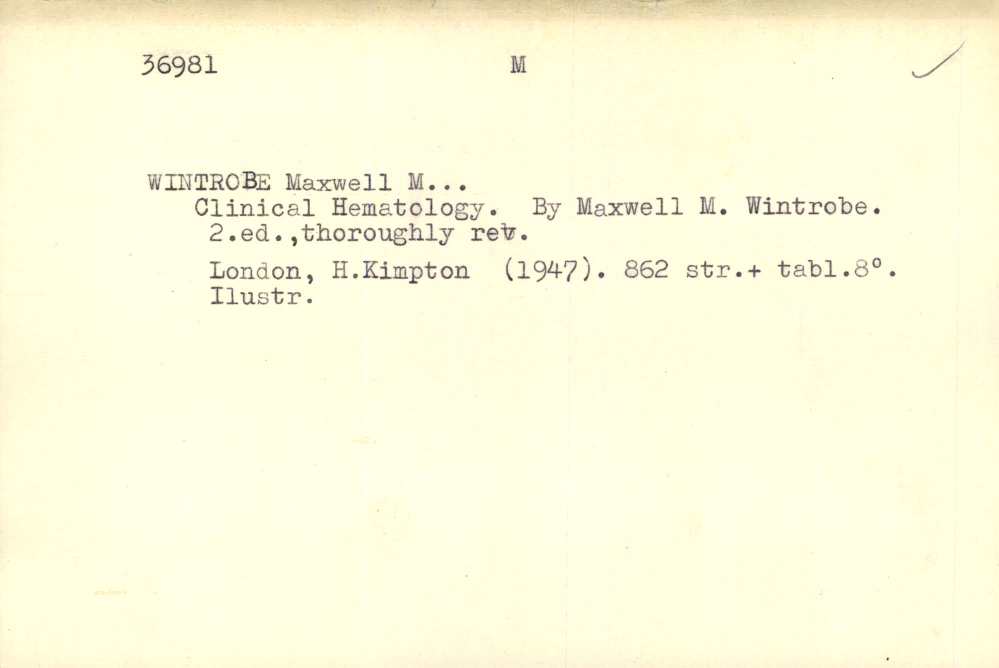 36981 M
WINTROBE Maxwell M...
Clinical Hematology. By Maxwell M. Wintrobe.
2.ed.,thoroughly rev.
London, H.Kimpton (1947). 862 str.+ tabl.8°.
Ilustr.